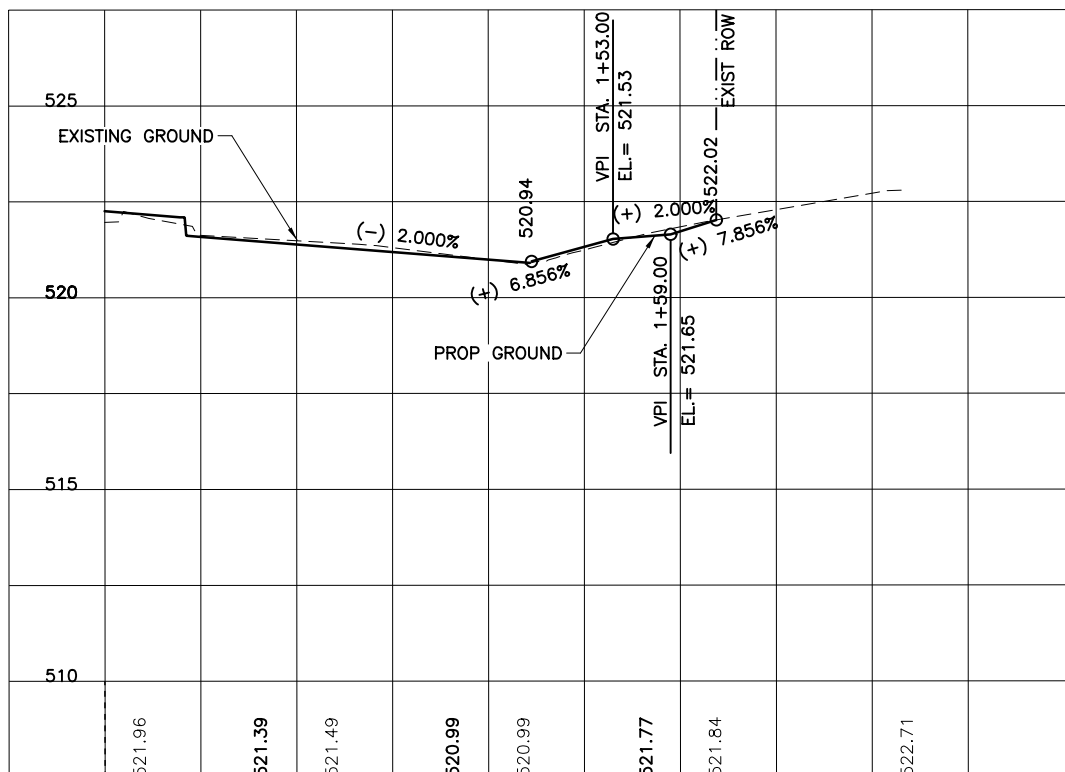 525
EXISTING GROUND
VPI STA. 1+53.00
EL.= 521.53
EXIST ROW
520.94
522.02
(-) 2.000%
(+) 2.000%
(+) 7.856%
(+) 6.856%
520
PROP GROUND
VPI STA. 1+59.00
EL.= 521.65
515
510
521.96
521.39
521.49
520.99
520.99
521.77
521.84
522.71